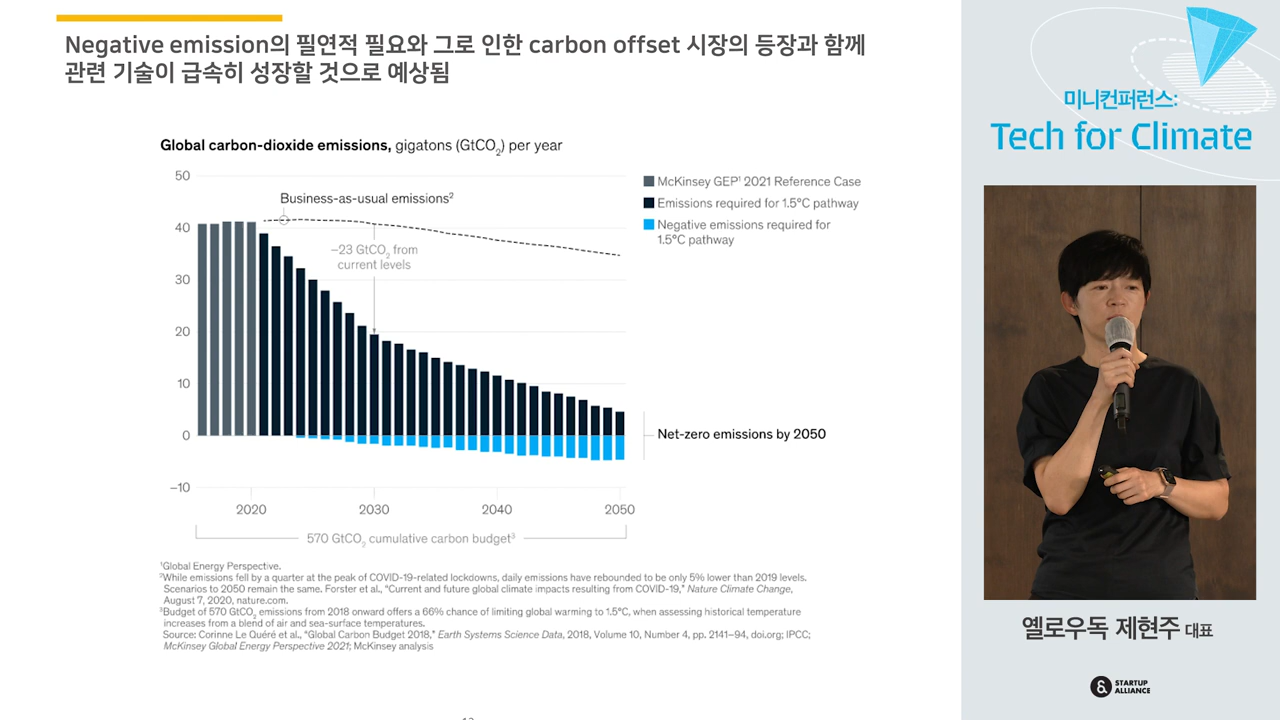 Negative emission의 필연적 필요와 그로 인한 carbon offset 시장의 등장과 함께
관련 기술이 급속히 성장할 것으로 예상됨
Global carbon-dioxide emissions, gigatons (GtCO2) per year
50
40
30
20
10
0
–10
Business-as-usual emissions2
–23 GtCO2 from
current levels
McKinsey GEP1 2021 Reference Case
Emissions required for 1.5°C pathway
Negative emissions required for
1.5°C pathway
Net-zero emissions by 2050
2020
2030
2040
2050
570 GtCO2 cumulative carbon budget3
1Global Energy Perspective.
2While emissions fell by a quarter at the peak of COVID-19-related lockdowns, daily emissions have rebounded to be only 5% lower than 2019 levels.
Scenarios to 2050 remain the same. Forster et al., "Current and future global climate impacts resulting from COVID-19," Nature Climate Change,
August 7, 2020, nature.com.
3Budget of 570 GtCO2 emissions from 2018 onward offers a 66% chance of limiting global warming to 1.5°C, when assessing historical temperature
increases from a blend of air and sea-surface temperatures.
Source: Corinne Le Quéré et al., "Global Carbon Budget 2018," Earth Systems Science Data, 2018, Volume 10, Number 4, pp. 2141–94, doi.org; IPCC;
McKinsey Global Energy Perspective 2021; McKinsey analysis
미니컨퍼런스:
Tech for Climate
옐로우독 제현주 대표
STARTUP
ALLIANCE